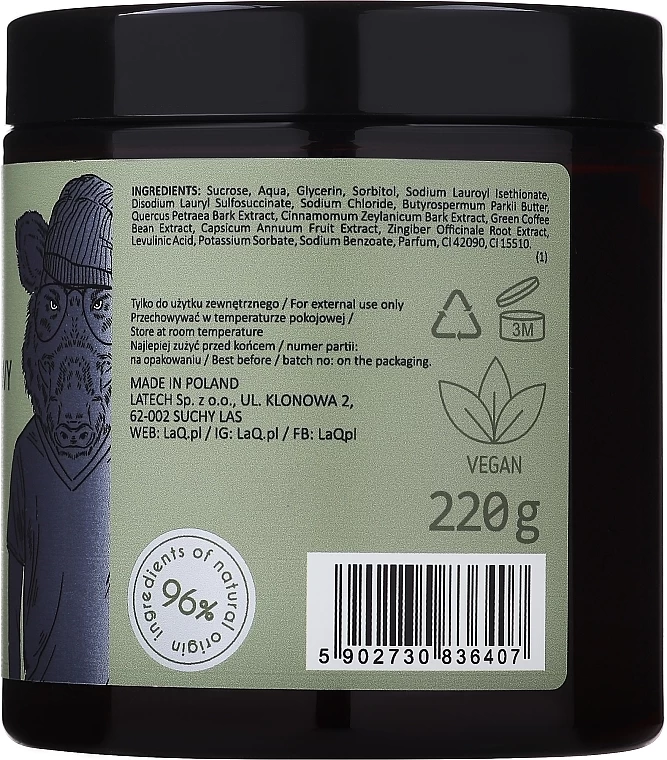 INGREDIENTS: Sucrose, Aqua, Glycerin, Sorbitol, Sodium Lauroyl Isethionate,
Disodium Lauryl Sulfosuccinate, Sodium Chloride, Butyrospermum Parkii Butter,
Quercus Petraea Bark Extract, Cinnamomum Zeylanicum Bark Extract, Green Coffee
Bean Extract, Capsicum Annuum Fruit Extract, Zingiber Officinale Root Extract,
Levulinic Acid, Potassium Sorbate, Sodium Benzoate, Parfum, CI 42090, CI 15510.
(1)
Tylko do użytku zewnętrznego / For external use only
Przechowywać w temperaturze pokojowej /
Store at room temperature
Najlepiej zużyć przed końcem / numer partii:
na opakowaniu / Best before / batch no: on the packaging.
MADE IN POLAND
LATECH Sp. z o.o., UL. KLONOWA 2,
62-002 SUCHY LAS
WEB: LaQ.pl / IG: LaQ.pl / FB: LaQpl
3M
VEGAN
220g
ingredients of natural origin
96%
5 902730 836407